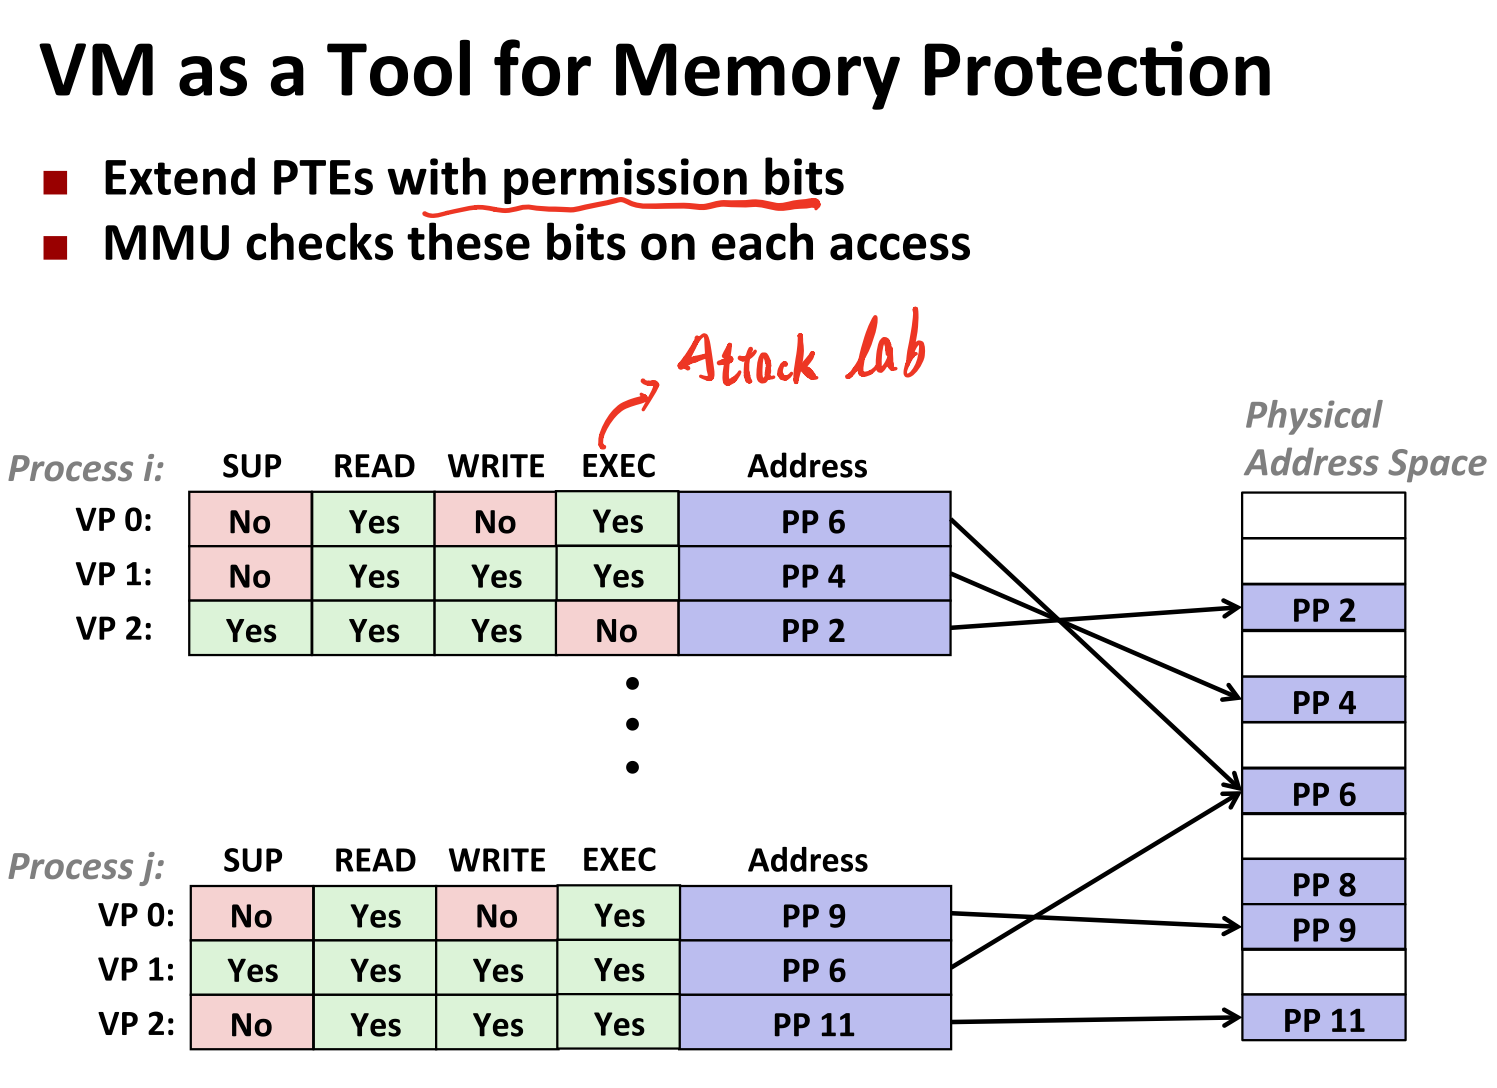 VM as a Tool for Memory Protection
Extend PTEs with permission bits
MMU checks these bits on each access
Attack lab
Physical
Address Space
Process i: SUP READ WRITE EXEC Address
VP 0: No Yes No Yes PP 6
VP 1: No Yes Yes Yes PP 4
VP 2: Yes Yes Yes No PP 2
PP 2
PP 4
PP 6
PP 8
PP 9
PP 11
Process j: SUP READ WRITE EXEC Address
VP 0: No Yes No Yes PP 9
VP 1: Yes Yes Yes Yes PP 6
VP 2: No Yes Yes Yes PP 11